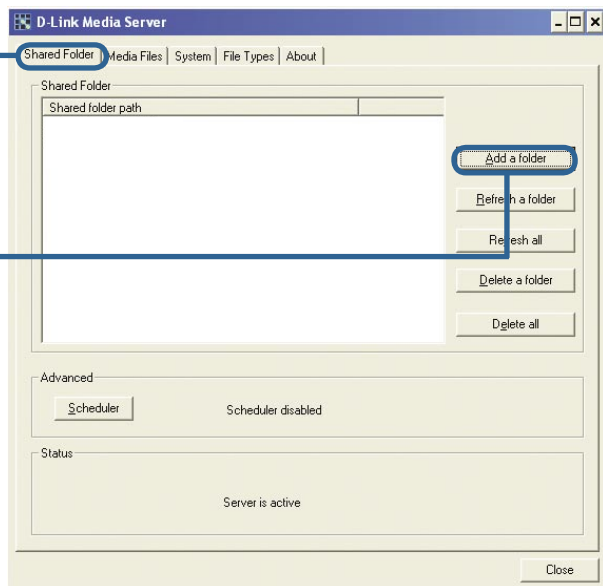 D-Link Media Server
Shared Folder Media Files System File Types About
Shared Folder
Shared folder path
Add a folder
Refresh a folder
Refresh all
Delete a folder
Delete all
Advanced
Scheduler
Scheduler disabled
Status
Server is active
Close